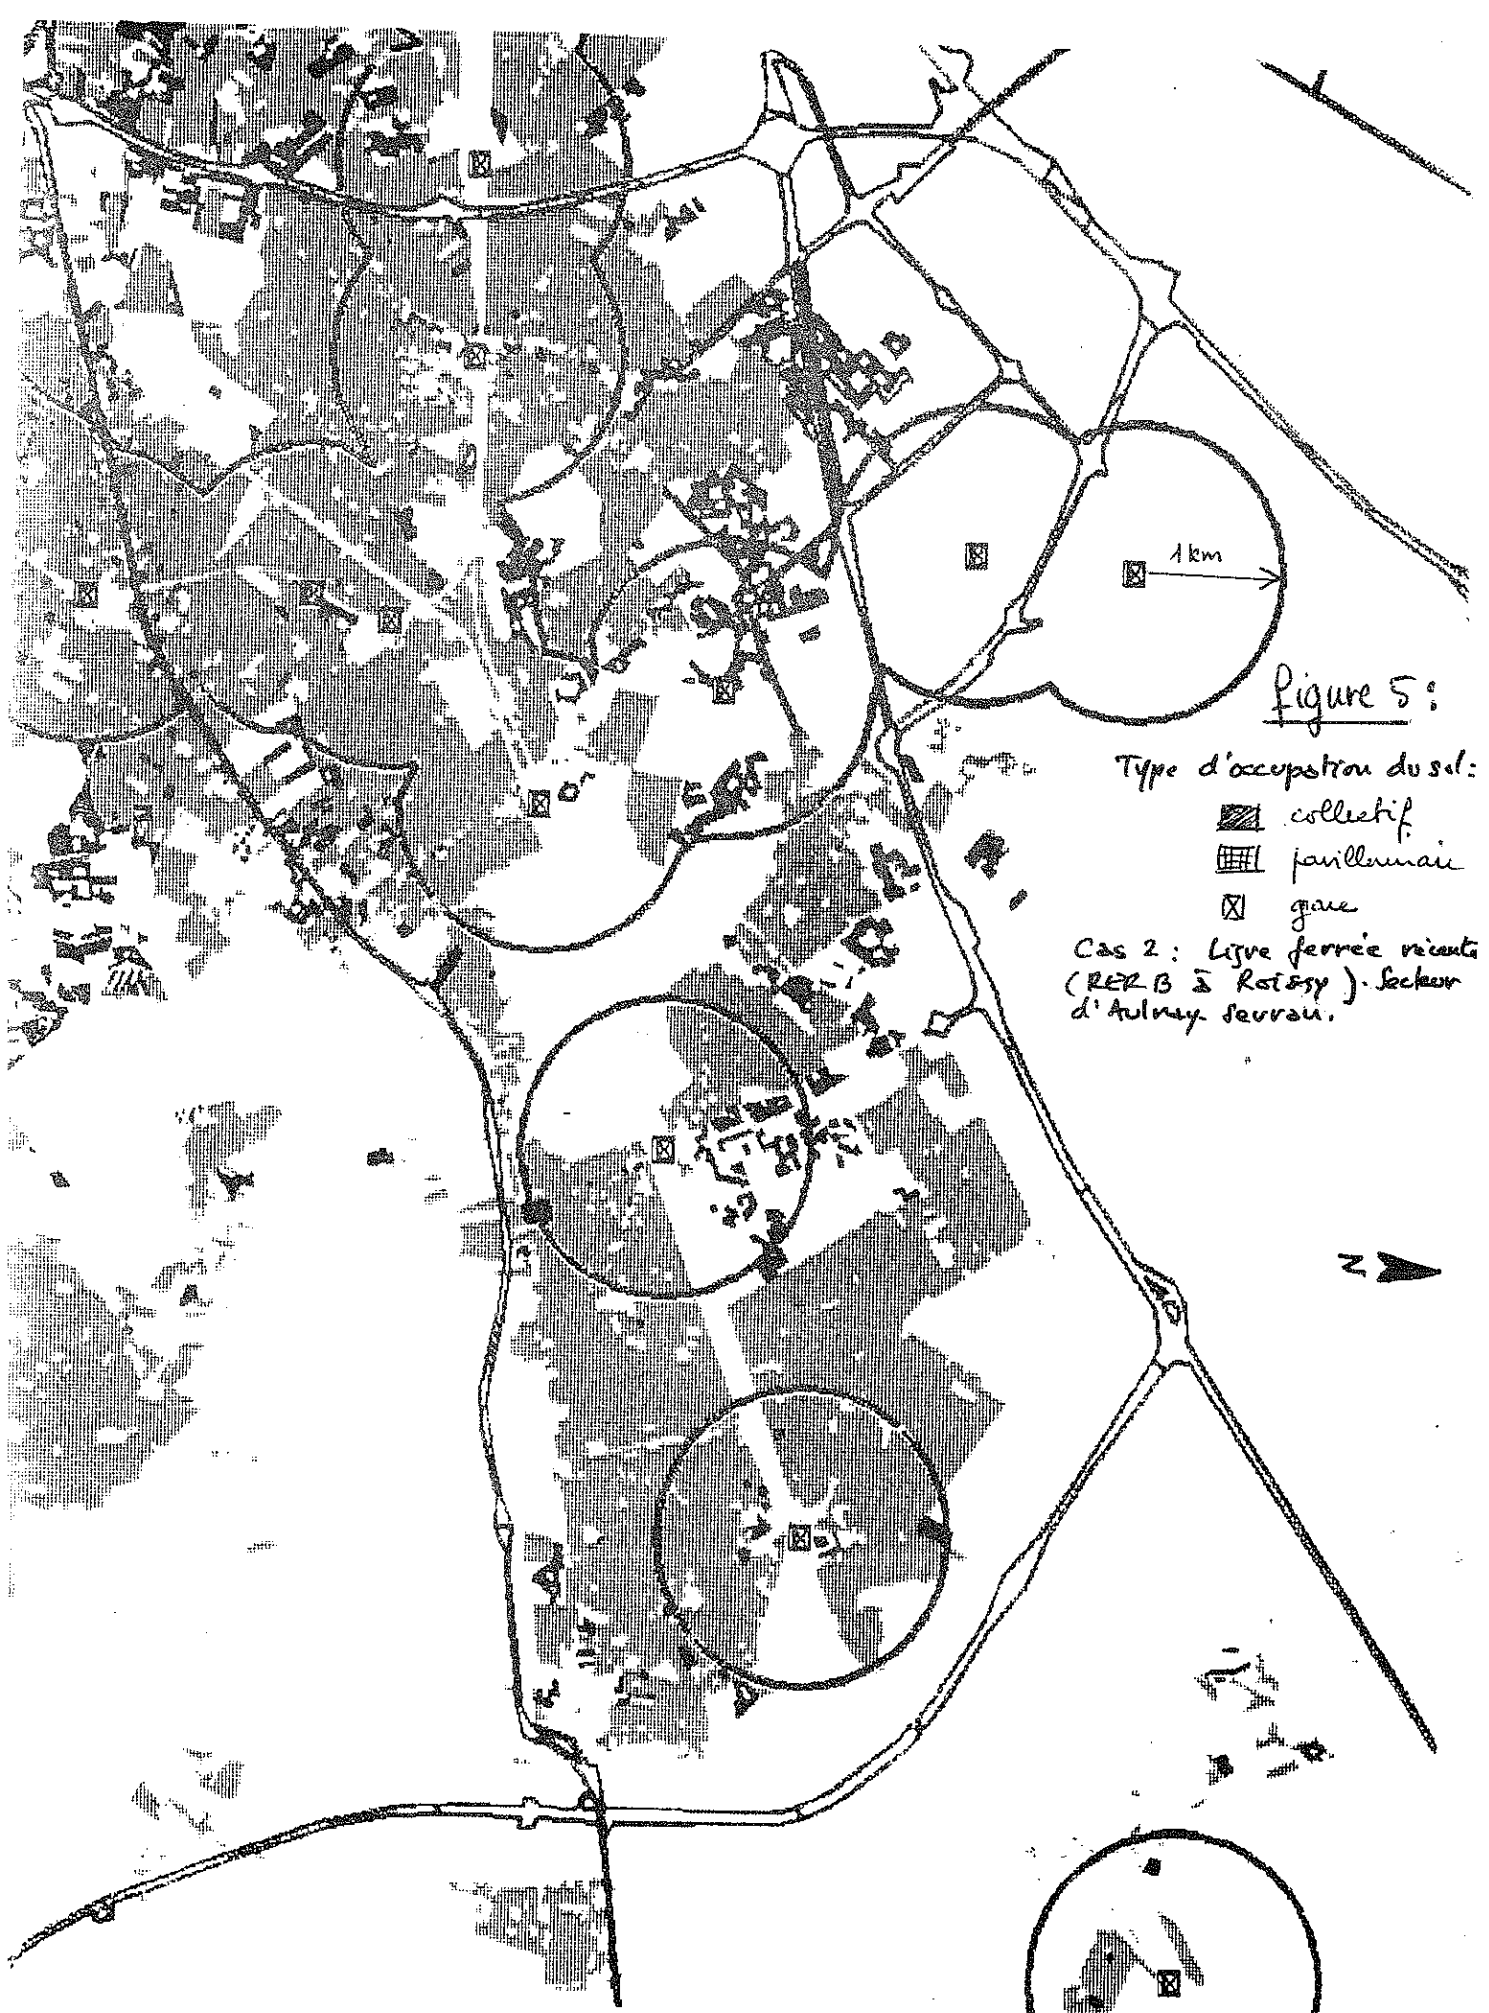 1 km
figure 5 :
Type d'occupation du sol :
collectif
pavillonnaire
gare
Cas 2 : Ligne ferrée récente
(RER B à Roissy). Secteur
d'Aulnay Sevran.
N